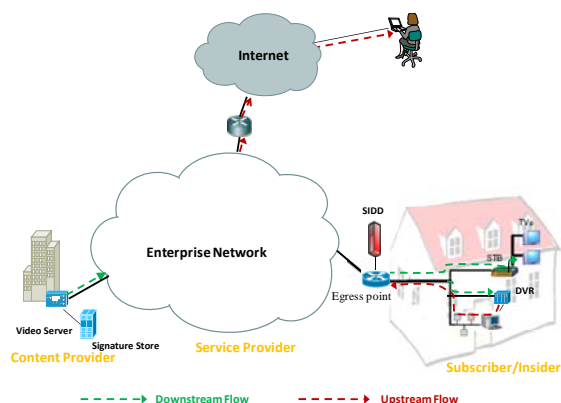 Internet
SIDD
TVs
STB
Enterprise Network
DVR
Egress point
Video Server
Signature Store
Content Provider
Service Provider
Subscriber/Insider
Downstream Flow
Upstream Flow